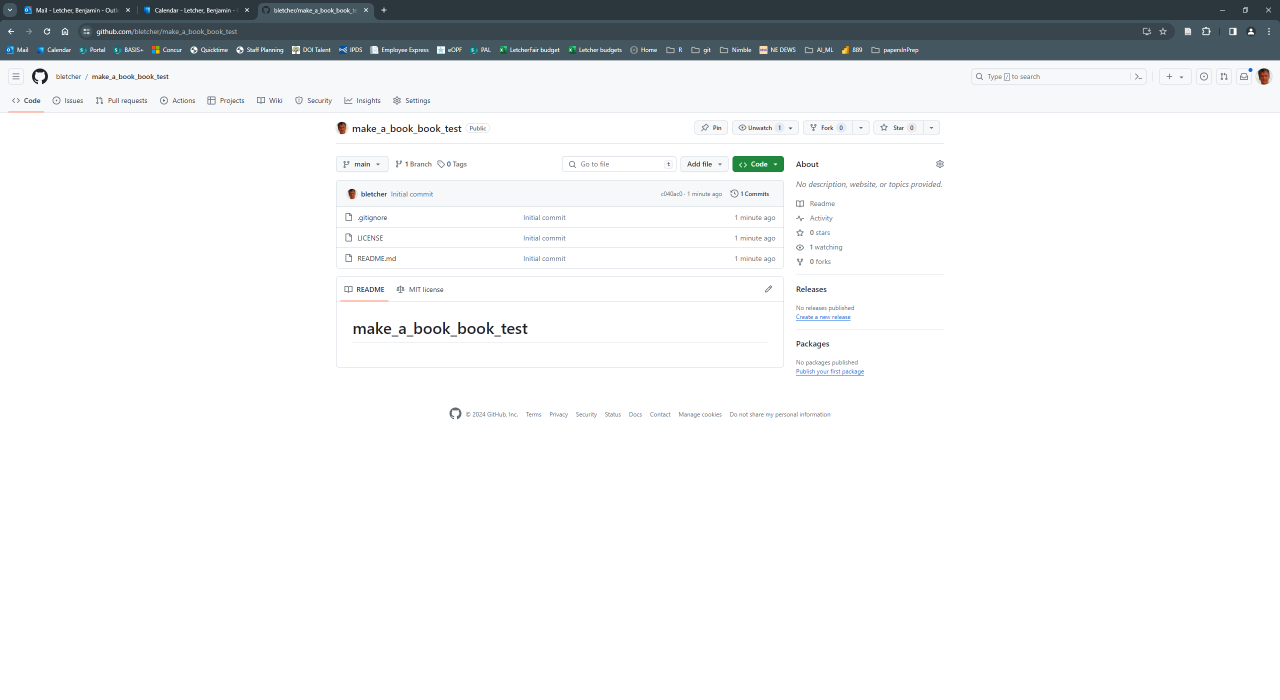 Mail - Letcher, Benjamin - Outl
Calendar - Letcher, Benjamin -
bletcher/make_a_book_book_te
github.com/bletcher/make_a_book_book_test
Mail Calendar Portal BASIS+ Concur Quicktime Staff Planning DOI Talent IPDS Employee Express eOPF PAL LetcherFair budget Letcher budgets Home R git Nimble NE DEWS AI_ML 889 papersInPrep
bletcher / make_a_book_book_test
Type / to search
Code Issues Pull requests Actions Projects Wiki Security Insights Settings
make_a_book_book_test Public
Pin Unwatch 1 Fork 0 Star 0
main 1 Branch 0 Tags Go to file t Add file Code
bletcher Initial commit c040ac0 · 1 minute ago 1 Commits
.gitignore Initial commit 1 minute ago
LICENSE Initial commit 1 minute ago
README.md Initial commit 1 minute ago
README MIT license
make_a_book_book_test
About
No description, website, or topics provided.
Readme
Activity
0 stars
1 watching
0 forks
Releases
No releases published
Create a new release
Packages
No packages published
Publish your first package
© 2024 GitHub, Inc. Terms Privacy Security Status Docs Contact Manage cookies Do not share my personal information